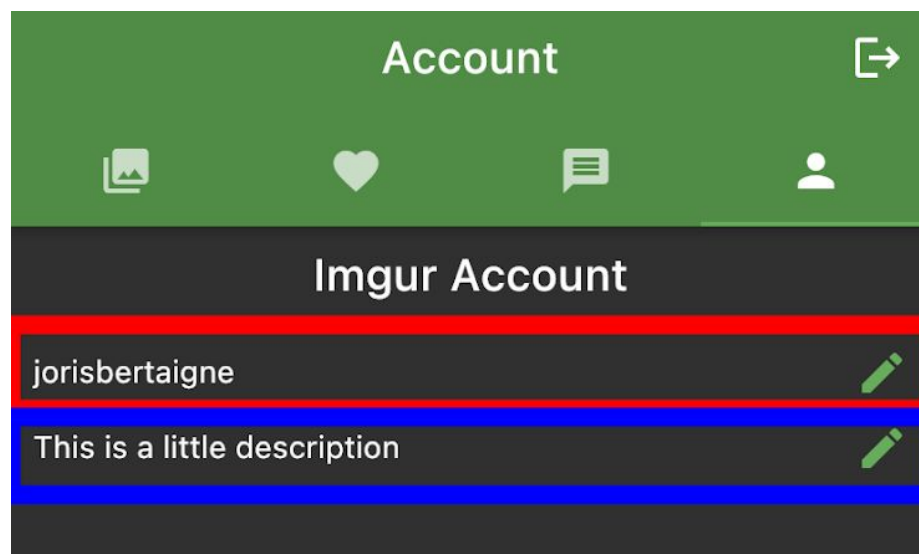 Account
Imgur Account
jorisbertaigne
This is a little description